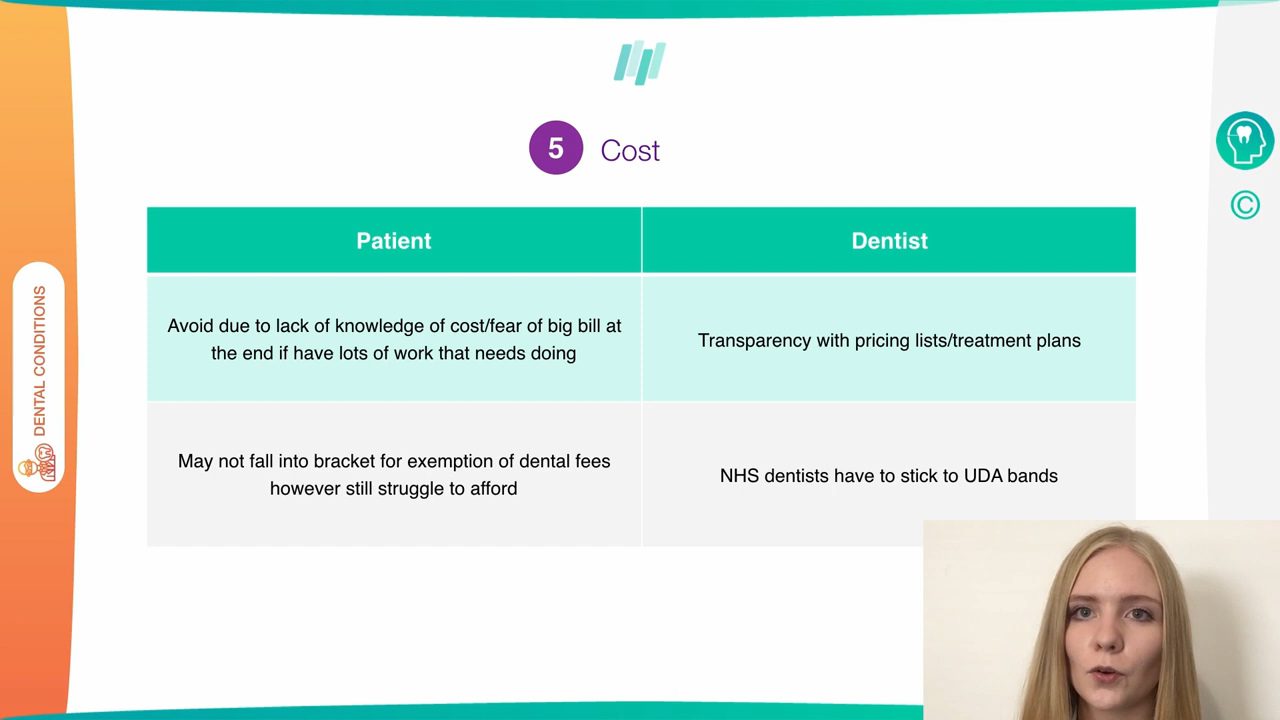 5 Cost
Patient
Dentist
Avoid due to lack of knowledge of cost/fear of big bill at
the end if have lots of work that needs doing
Transparency with pricing lists/treatment plans
May not fall into bracket for exemption of dental fees
however still struggle to afford
NHS dentists have to stick to UDA bands
DENTAL CONDITIONS
©